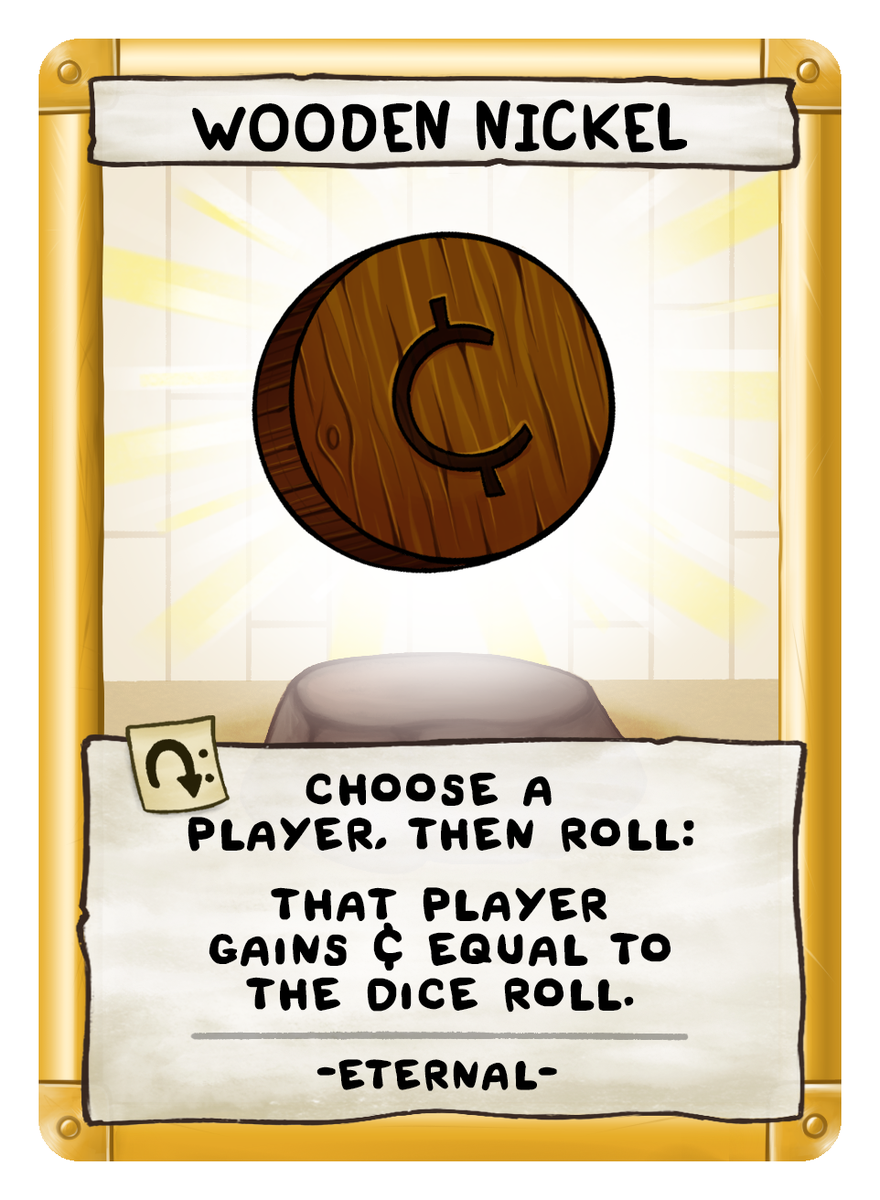 WOODEN NICKEL
¢
CHOOSE A
PLAYER, THEN ROLL:
THAT PLAYER
GAINS ¢ EQUAL TO
THE DICE ROLL.
-ETERNAL-